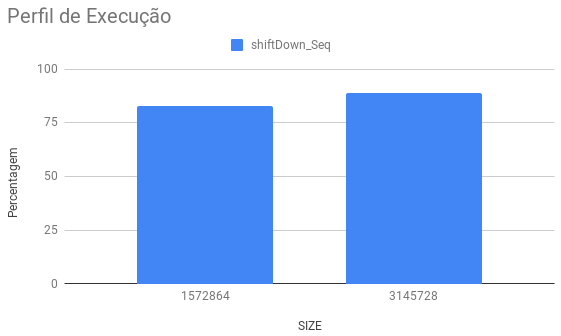 Perfil de Execução
shiftDown_Seq
100
75
50
25
0
Percentagem
1572864
3145728
SIZE